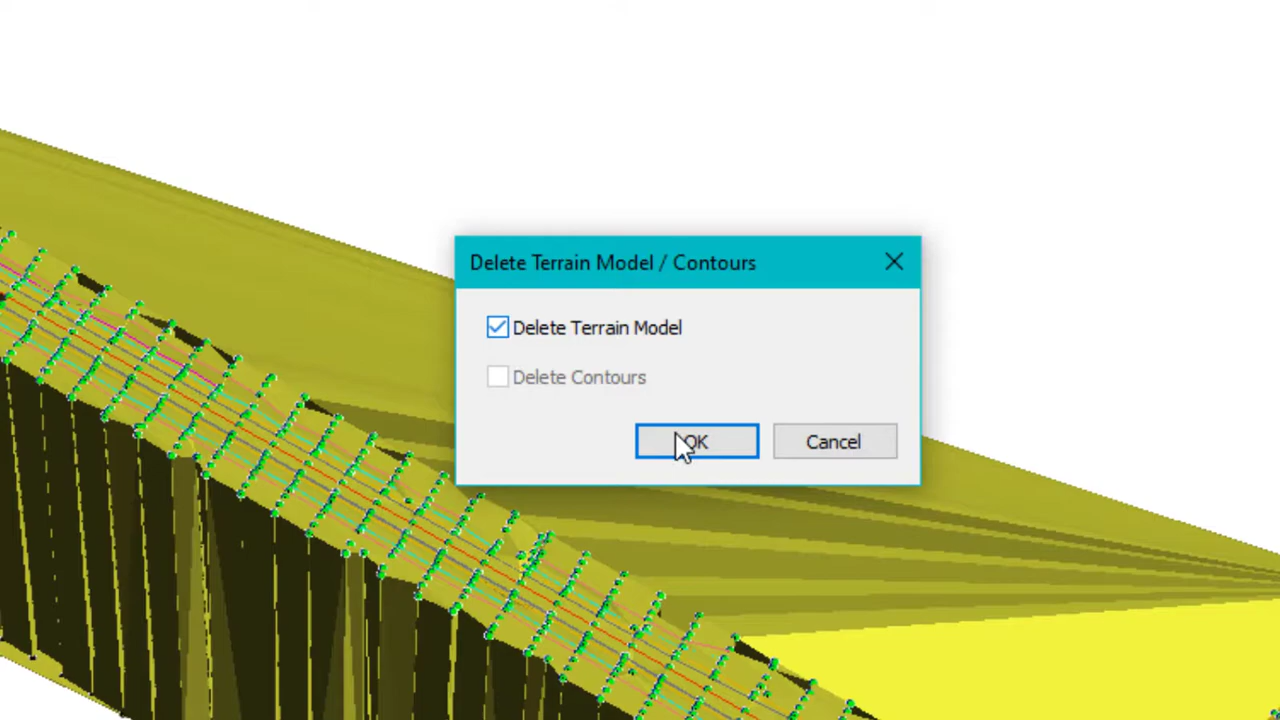 Delete Terrain Model / Contours
Delete Terrain Model
Delete Contours
OK
Cancel